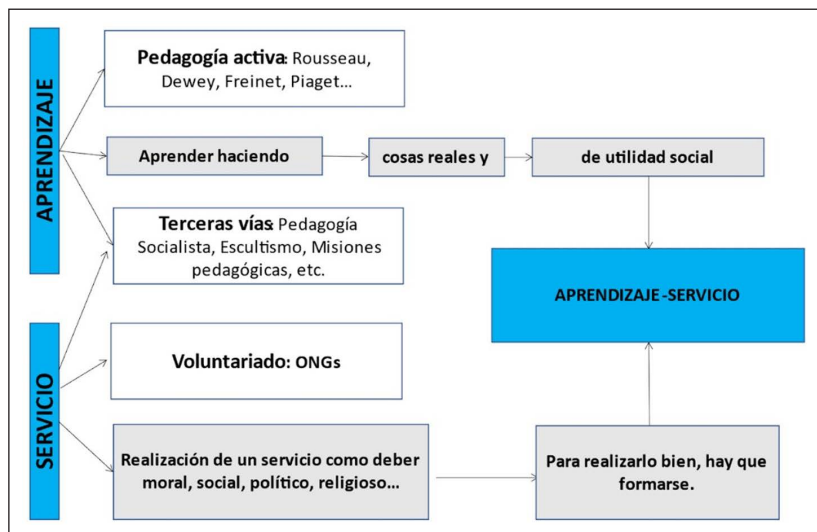 APRENDIZAJE
Pedagogía activa: Rousseau,
Dewey, Freinet, Piaget...
Aprender haciendo
cosas reales y
de utilidad social
Terceras vías: Pedagogía
Socialista, Escultismo, Misiones
pedagógicas, etc.
APRENDIZAJE-SERVICIO
SERVICIO
Voluntariado: ONGs
Realización de un servicio como deber
moral, social, político, religioso...
Para realizarlo bien, hay que
formarse.